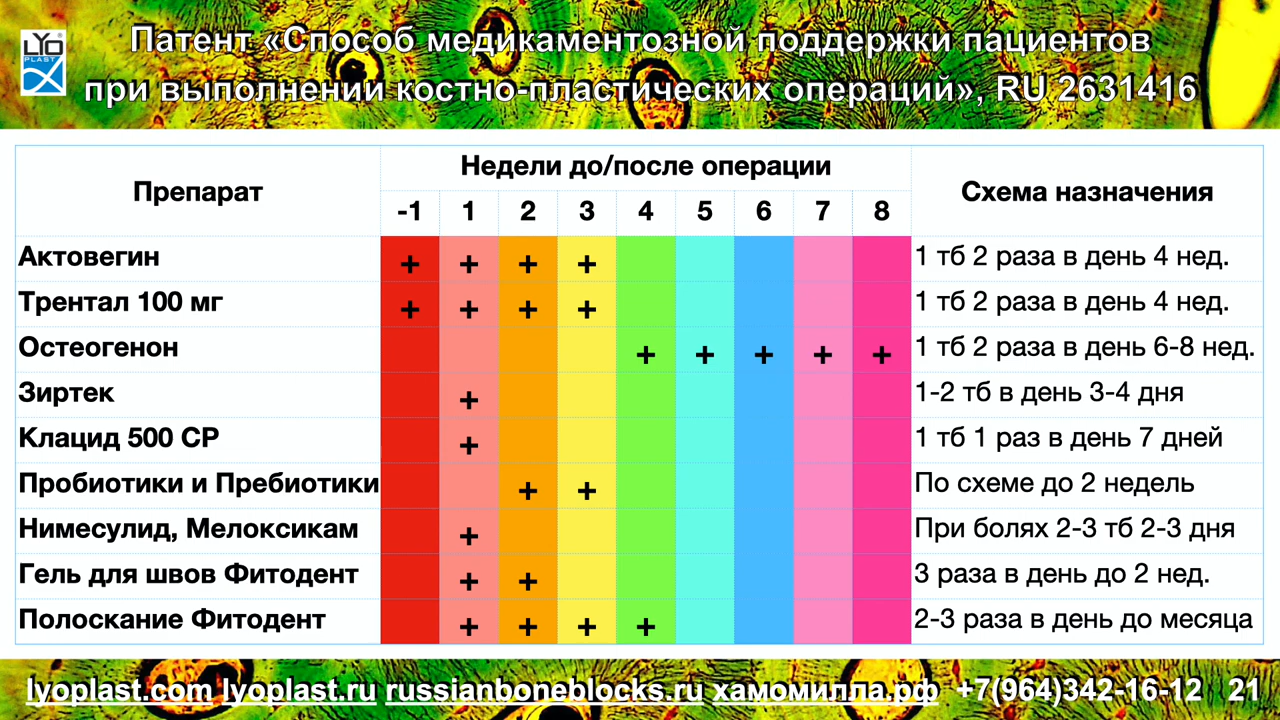 LYO
PLAST
Патент «Способ медикаментозной поддержки пациентов
при выполнении костно-пластических операций», RU 2631416
Препарат
Недели до/после операции
Схема назначения
-1 1 2 3 4 5 6 7 8
Актовегин + + + + 1 тб 2 раза в день 4 нед.
Трентал 100 мг + + + + 1 тб 2 раза в день 4 нед.
Остеогенон + + + + + 1 тб 2 раза в день 6-8 нед.
Зиртек + 1-2 тб в день 3-4 дня
Клацид 500 СР + 1 тб 1 раз в день 7 дней
Пробиотики и Пребиотики + + По схеме до 2 недель
Нимесулид, Мелоксикам + При болях 2-3 тб 2-3 дня
Гель для швов Фитодент + + 3 раза в день до 2 нед.
Полоскание Фитодент + + + + 2-3 раза в день до месяца
lyoplast.com lyoplast.ru russianboneblocks.ru хамомилла.рф +7(964)342-16-12 21